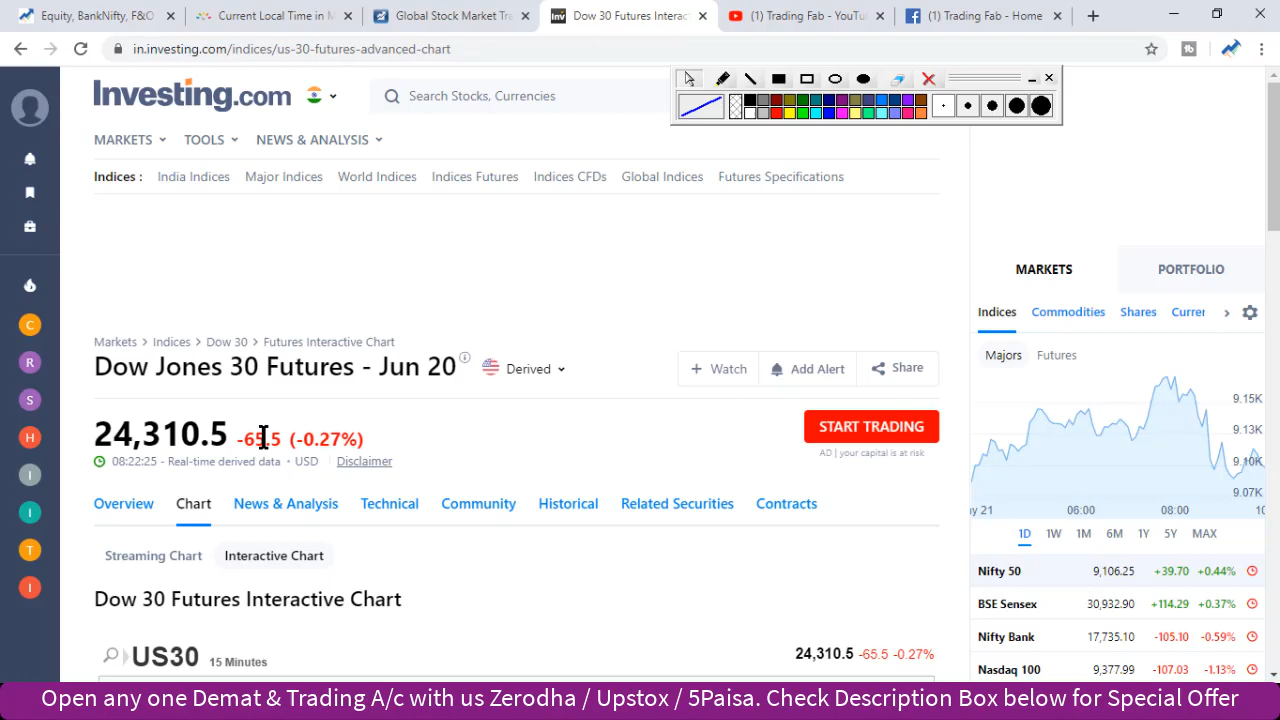 Equity, BankNifty, F&O
Current Local Time in M
Global Stock Market Tra
Dow 30 Futures Interac
(1) Trading Fab - YouTu
(1) Trading Fab - Home
in.investing.com/indices/us-30-futures-advanced-chart
Investing.com
Search Stocks, Currencies
MARKETS TOOLS NEWS & ANALYSIS
Indices : India Indices Major Indices World Indices Indices Futures Indices CFDs Global Indices Futures Specifications
MARKETS PORTFOLIO
Indices Commodities Shares Currer
Majors Futures
Markets > Indices > Dow 30 > Futures Interactive Chart
Dow Jones 30 Futures - Jun 20
Derived
+ Watch Add Alert Share
24,310.5 -65.5 (-0.27%)
START TRADING
AD | your capital is at risk
08:22:25 - Real-time derived data • USD Disclaimer
Overview Chart News & Analysis Technical Community Historical Related Securities Contracts
Streaming Chart Interactive Chart
Dow 30 Futures Interactive Chart
US30 15 Minutes
24,310.5 -65.5 -0.27%
9.15K
9.10K
9.07K
ay 21 06:00 08:00 10
1D 1W 1M 6M 1Y 5Y MAX
Nifty 50 9,106.25 +39.70 +0.44%
BSE Sensex 30,932.90 +114.29 +0.37%
Nifty Bank 17,735.10 -105.10 -0.59%
Nasdaq 100 9,377.99 -107.03 -1.13%
C
R
S
H
I
I
T
I
Open any one Demat & Trading A/c with us Zerodha / Upstox / 5Paisa. Check Description Box below for Special Offer